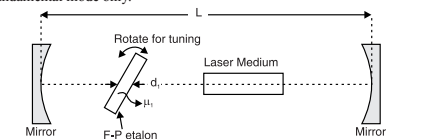 fundamental mode only.
L
Rotate for tuning
Laser Medium
d₁
μ₁
Mirror
F-P etalon
Mirror